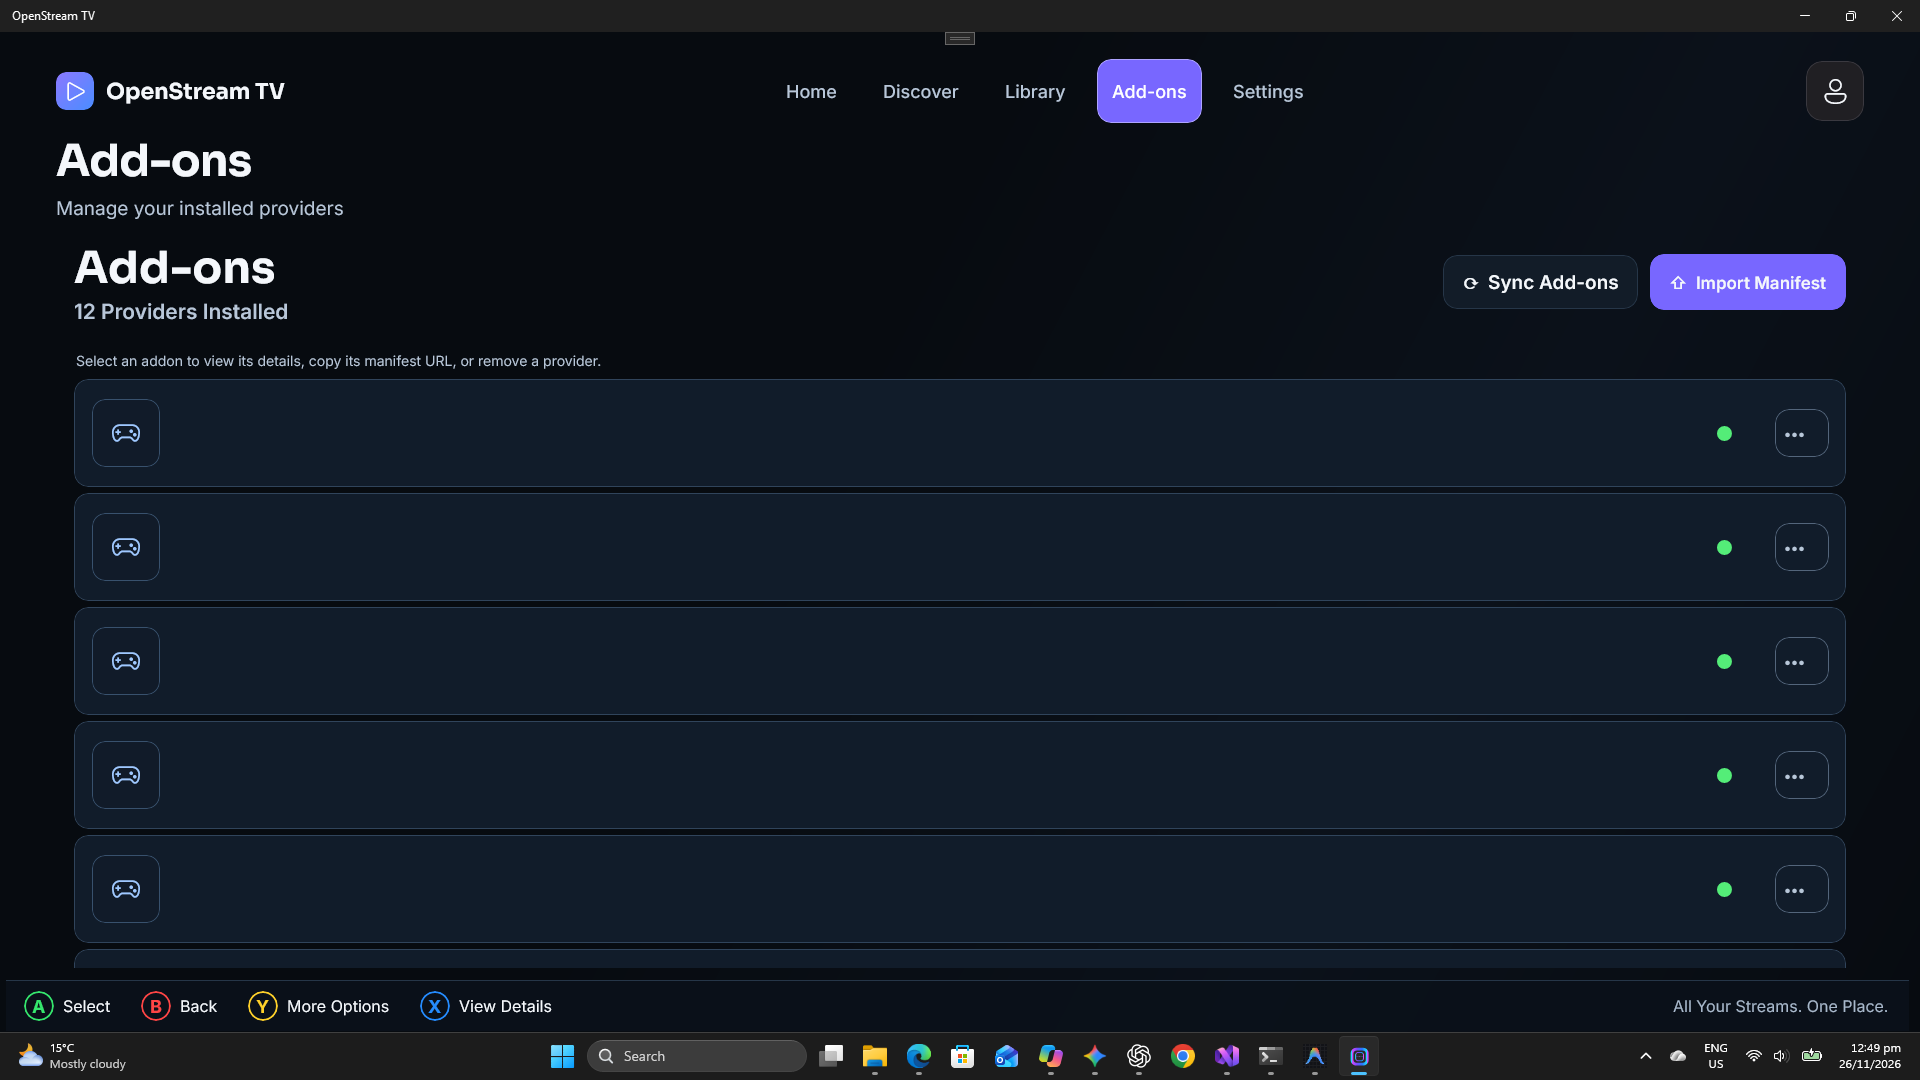 OpenStream TV
OpenStream TV
Home
Discover
Library
Add-ons
Settings
Add-ons
Manage your installed providers
Add-ons
12 Providers Installed
Sync Add-ons
Import Manifest
Select an addon to view its details, copy its manifest URL, or remove a provider.
A Select
B Back
Y More Options
X View Details
All Your Streams. One Place.
15°C
Mostly cloudy
Search
ENG
US
12:49 pm
26/11/2026